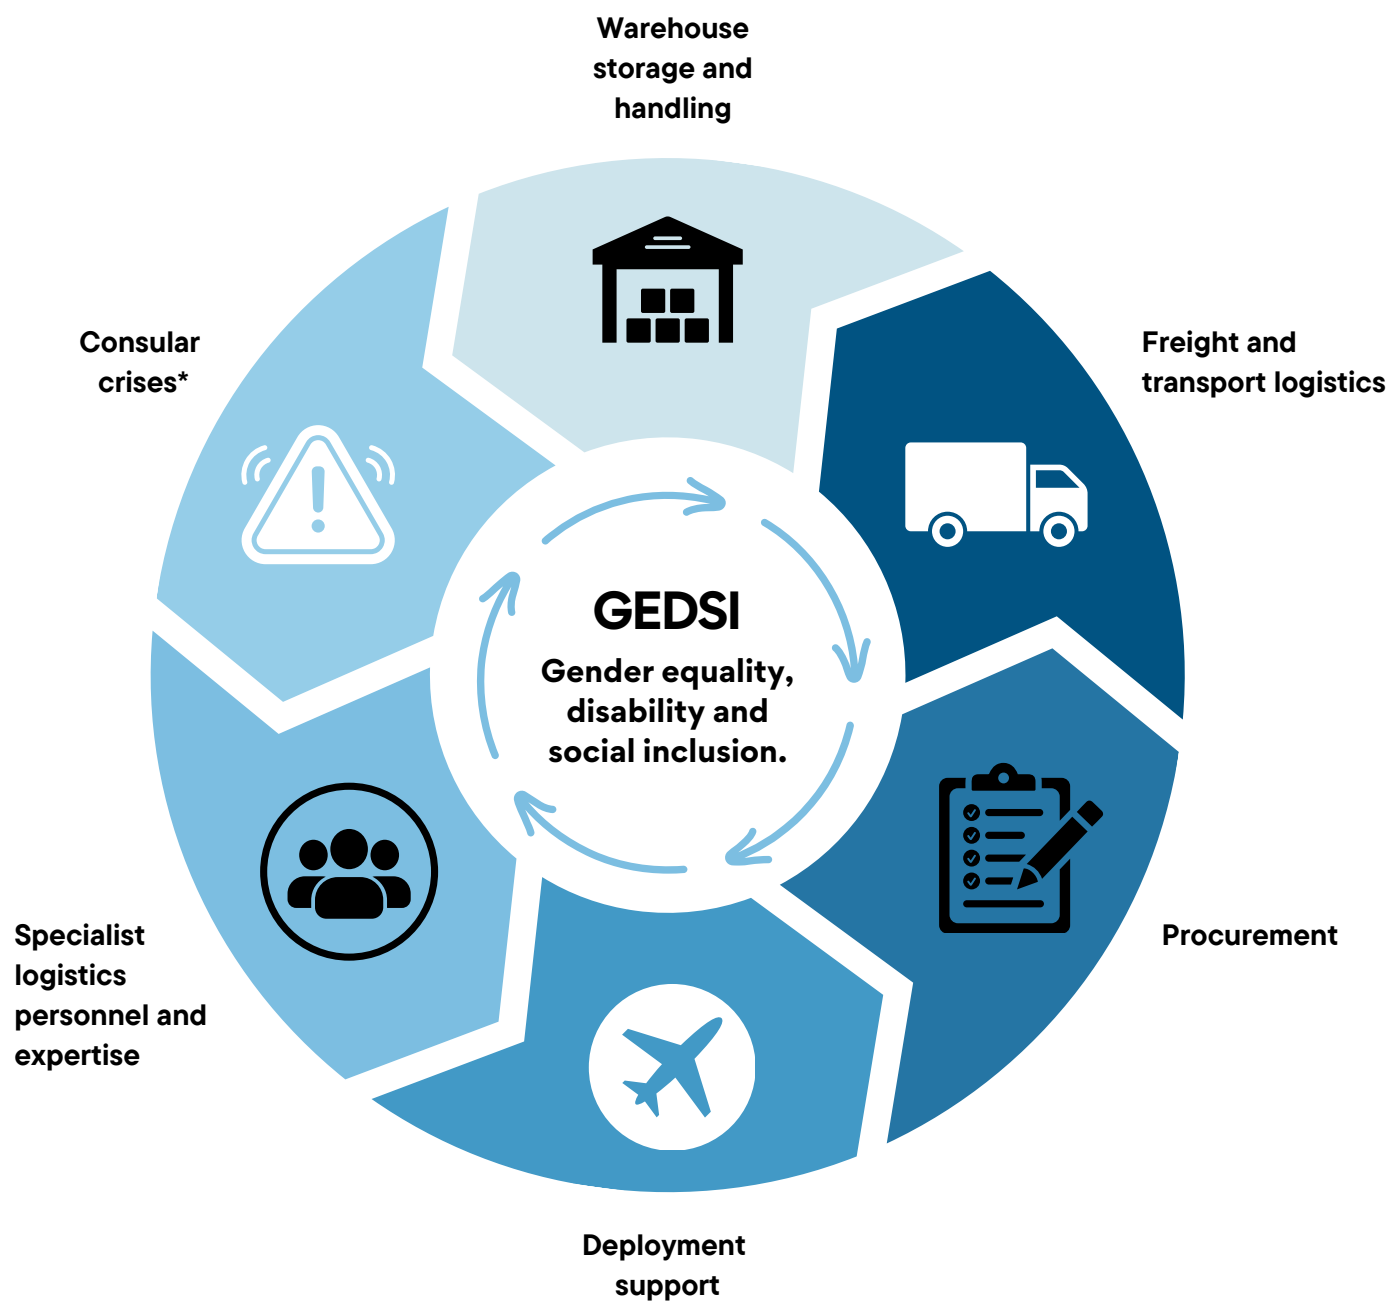 Warehouse
storage and
handling
Freight and
transport logistics
Procurement
Deployment
support
Specialist
logistics
personnel and
expertise
Consular
crises*
GEDSI
Gender equality,
disability and
social inclusion.